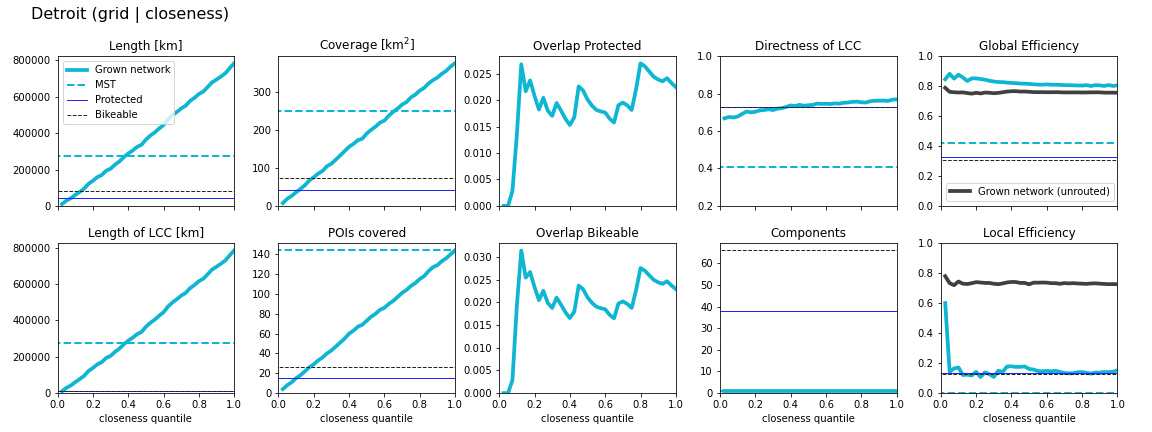 Detroit (grid | closeness)
Length [km]
Coverage [km²]
Overlap Protected
Directness of LCC
Global Efficiency
800000
600000
400000
200000
0
Grown network
MST
Protected
Bikeable
300
200
100
0
0.025
0.020
0.015
0.010
0.005
0.000
1.0
0.8
0.6
0.4
0.2
1.0
0.8
0.6
0.4
0.2
0.0
Grown network (unrouted)
Length of LCC [km]
POIs covered
Overlap Bikeable
Components
Local Efficiency
800000
600000
400000
200000
0
0.0 0.2 0.4 0.6 0.8 1.0
closeness quantile
140
120
100
80
60
40
20
0
0.0 0.2 0.4 0.6 0.8 1.0
closeness quantile
0.030
0.025
0.020
0.015
0.010
0.005
0.000
0.0 0.2 0.4 0.6 0.8 1.0
closeness quantile
60
50
40
30
20
10
0
0.0 0.2 0.4 0.6 0.8 1.0
closeness quantile
1.0
0.8
0.6
0.4
0.2
0.0
0.0 0.2 0.4 0.6 0.8 1.0
closeness quantile